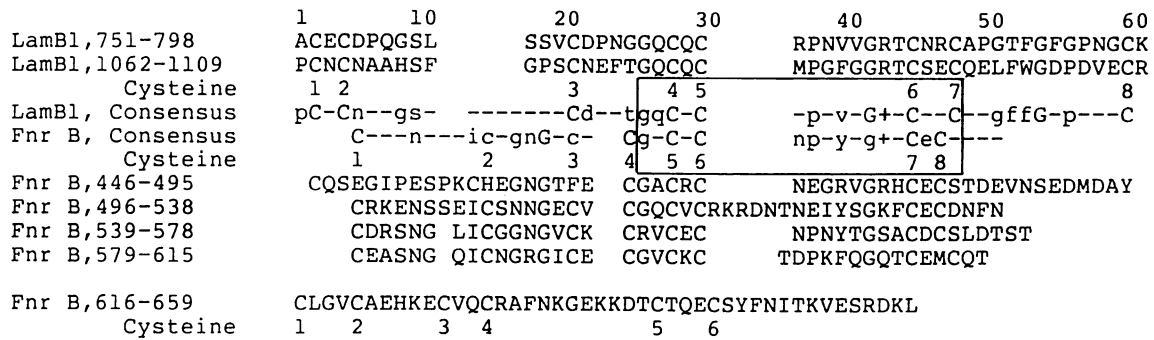 1 10 20 30 40 50 60
LamBl,751-798 ACECDPQGSL SSVCDPNGGQCQC RPNVVGRTCNRCAPGTFGFGPNGCK
LamBl,1062-1109 PCNCNAAHSF GPSCNEFTGQCQC MPGFGGRTCSECQELFWGDPDVECR
Cysteine 1 2 3 4 5 6 7 8
LamBl, Consensus pC-Cn--gs- -------Cd--tgqC-C -p-v-G+-C--C--gffG-p---C
Fnr B, Consensus C---n---ic-gnG-c- Cg-C-C np-y-g+-CeC----
Cysteine 1 2 3 4 5 6 7 8
Fnr B,446-495 CQSEGIPESPKCHEGNGTFE CGACRC NEGRVGRHCECSTDEVNSEDMDAY
Fnr B,496-538 CRKENSSEICSNNGECV CGQCVCRKRDNTNEIYSGKFCECDNFN
Fnr B,539-578 CDRSNG LICGGNGVCK CRVCEC NPNYTGSACDCSLDTST
Fnr B,579-615 CEASNG QICNGRGICE CGVCKC TDPKFQGQTCEMCQT
Fnr B,616-659 CLGVCAEHKECVQCRAFNKGEKKDTCTQECSYFNITKVESRDKL
Cysteine 1 2 3 4 5 6